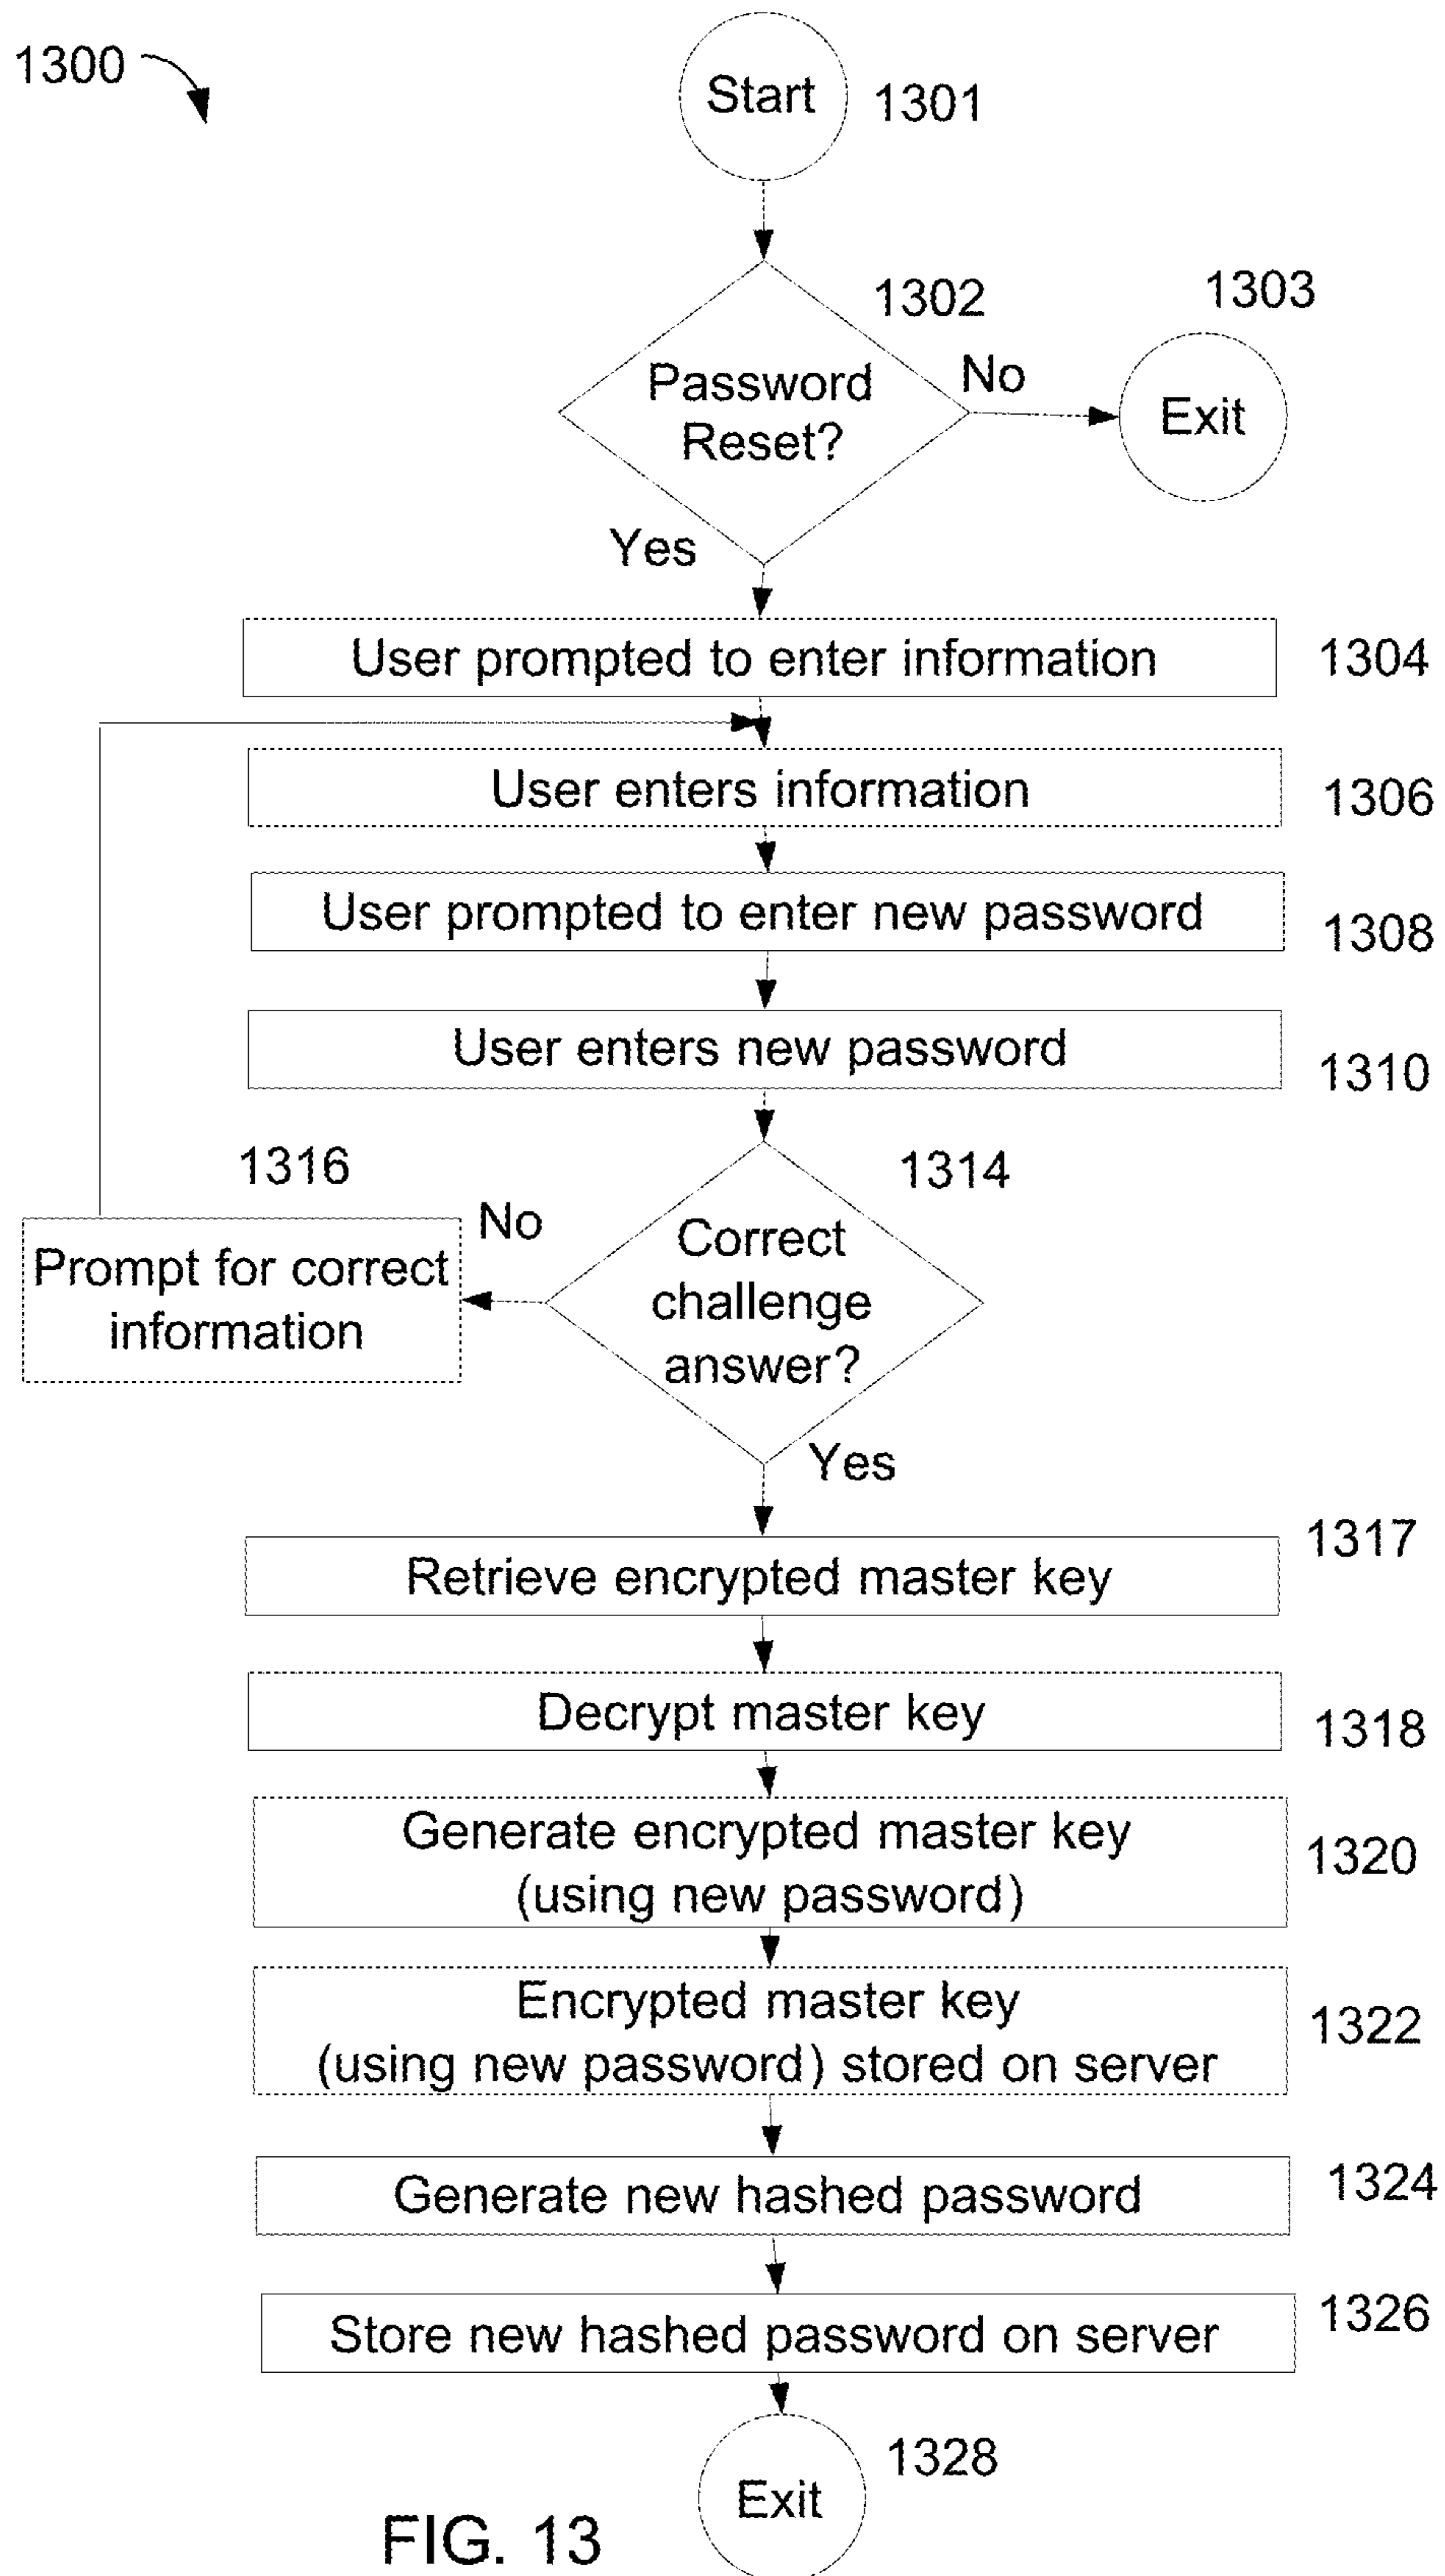 1300
Start
1301
1302
1303
Password
Reset?
No
Exit
Yes
User prompted to enter information
1304
User enters information
1306
User prompted to enter new password
1308
User enters new password
1310
1316
1314
No
Correct
challenge
answer?
Prompt for correct
information
Yes
1317
Retrieve encrypted master key
Decrypt master key
1318
Generate encrypted master key
(using new password)
1320
Encrypted master key
(using new password) stored on server
1322
Generate new hashed password
1324
Store new hashed password on server
1326
1328
Exit
FIG. 13